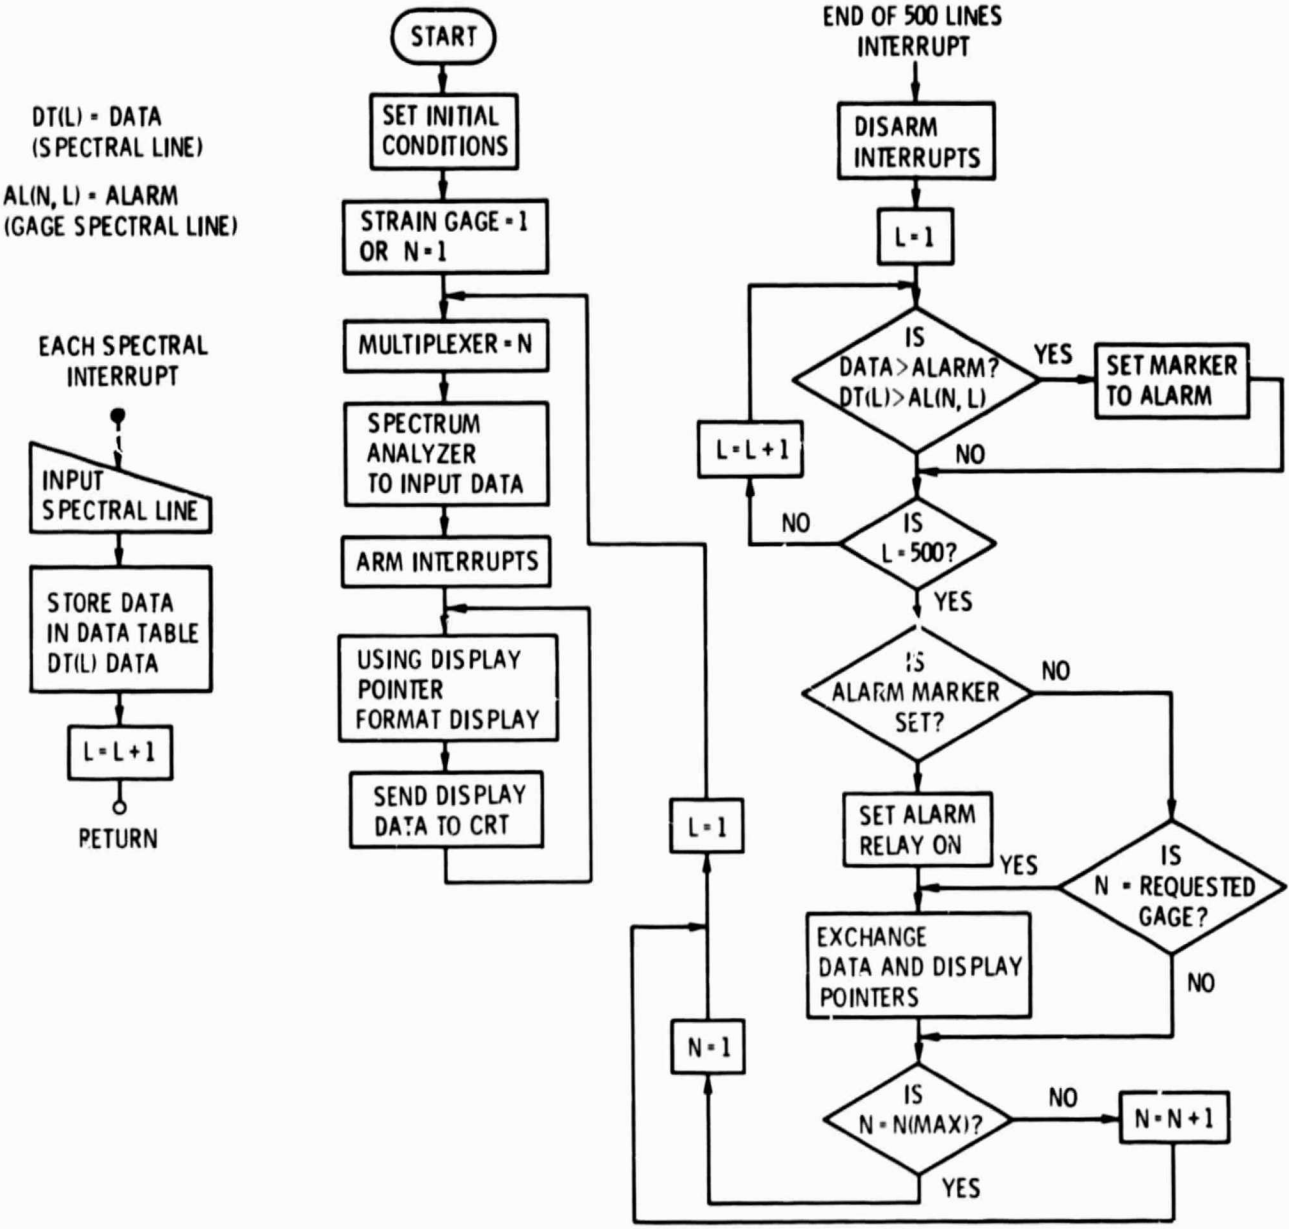 DT(L) = DATA
(SPECTRAL LINE)
AL(N, L) = ALARM
(GAGE SPECTRAL LINE)
EACH SPECTRAL
INTERRUPT
INPUT
SPECTRAL LINE
STORE DATA
IN DATA TABLE
DT(L) DATA
L = L + 1
RETURN
START
SET INITIAL
CONDITIONS
STRAIN GAGE = 1
OR N = 1
MULTIPLEXER = N
SPECTRUM
ANALYZER
TO INPUT DATA
ARM INTERRUPTS
USING DISPLAY
POINTER
FORMAT DISPLAY
SEND DISPLAY
DATA TO CRT
END OF 500 LINES
INTERRUPT
DISARM
INTERRUPTS
L = 1
IS
DATA > ALARM?
DT(L) > AL(N, L)
YES
SET MARKER
TO ALARM
NO
L = L + 1
IS
L = 500?
NO
YES
IS
ALARM MARKER
SET?
NO
SET ALARM
RELAY ON
YES
IS
N = REQUESTED
GAGE?
NO
EXCHANGE
DATA AND DISPLAY
POINTERS
IS
N = N(MAX)?
NO
N = N + 1
YES
N = 1
L = 1